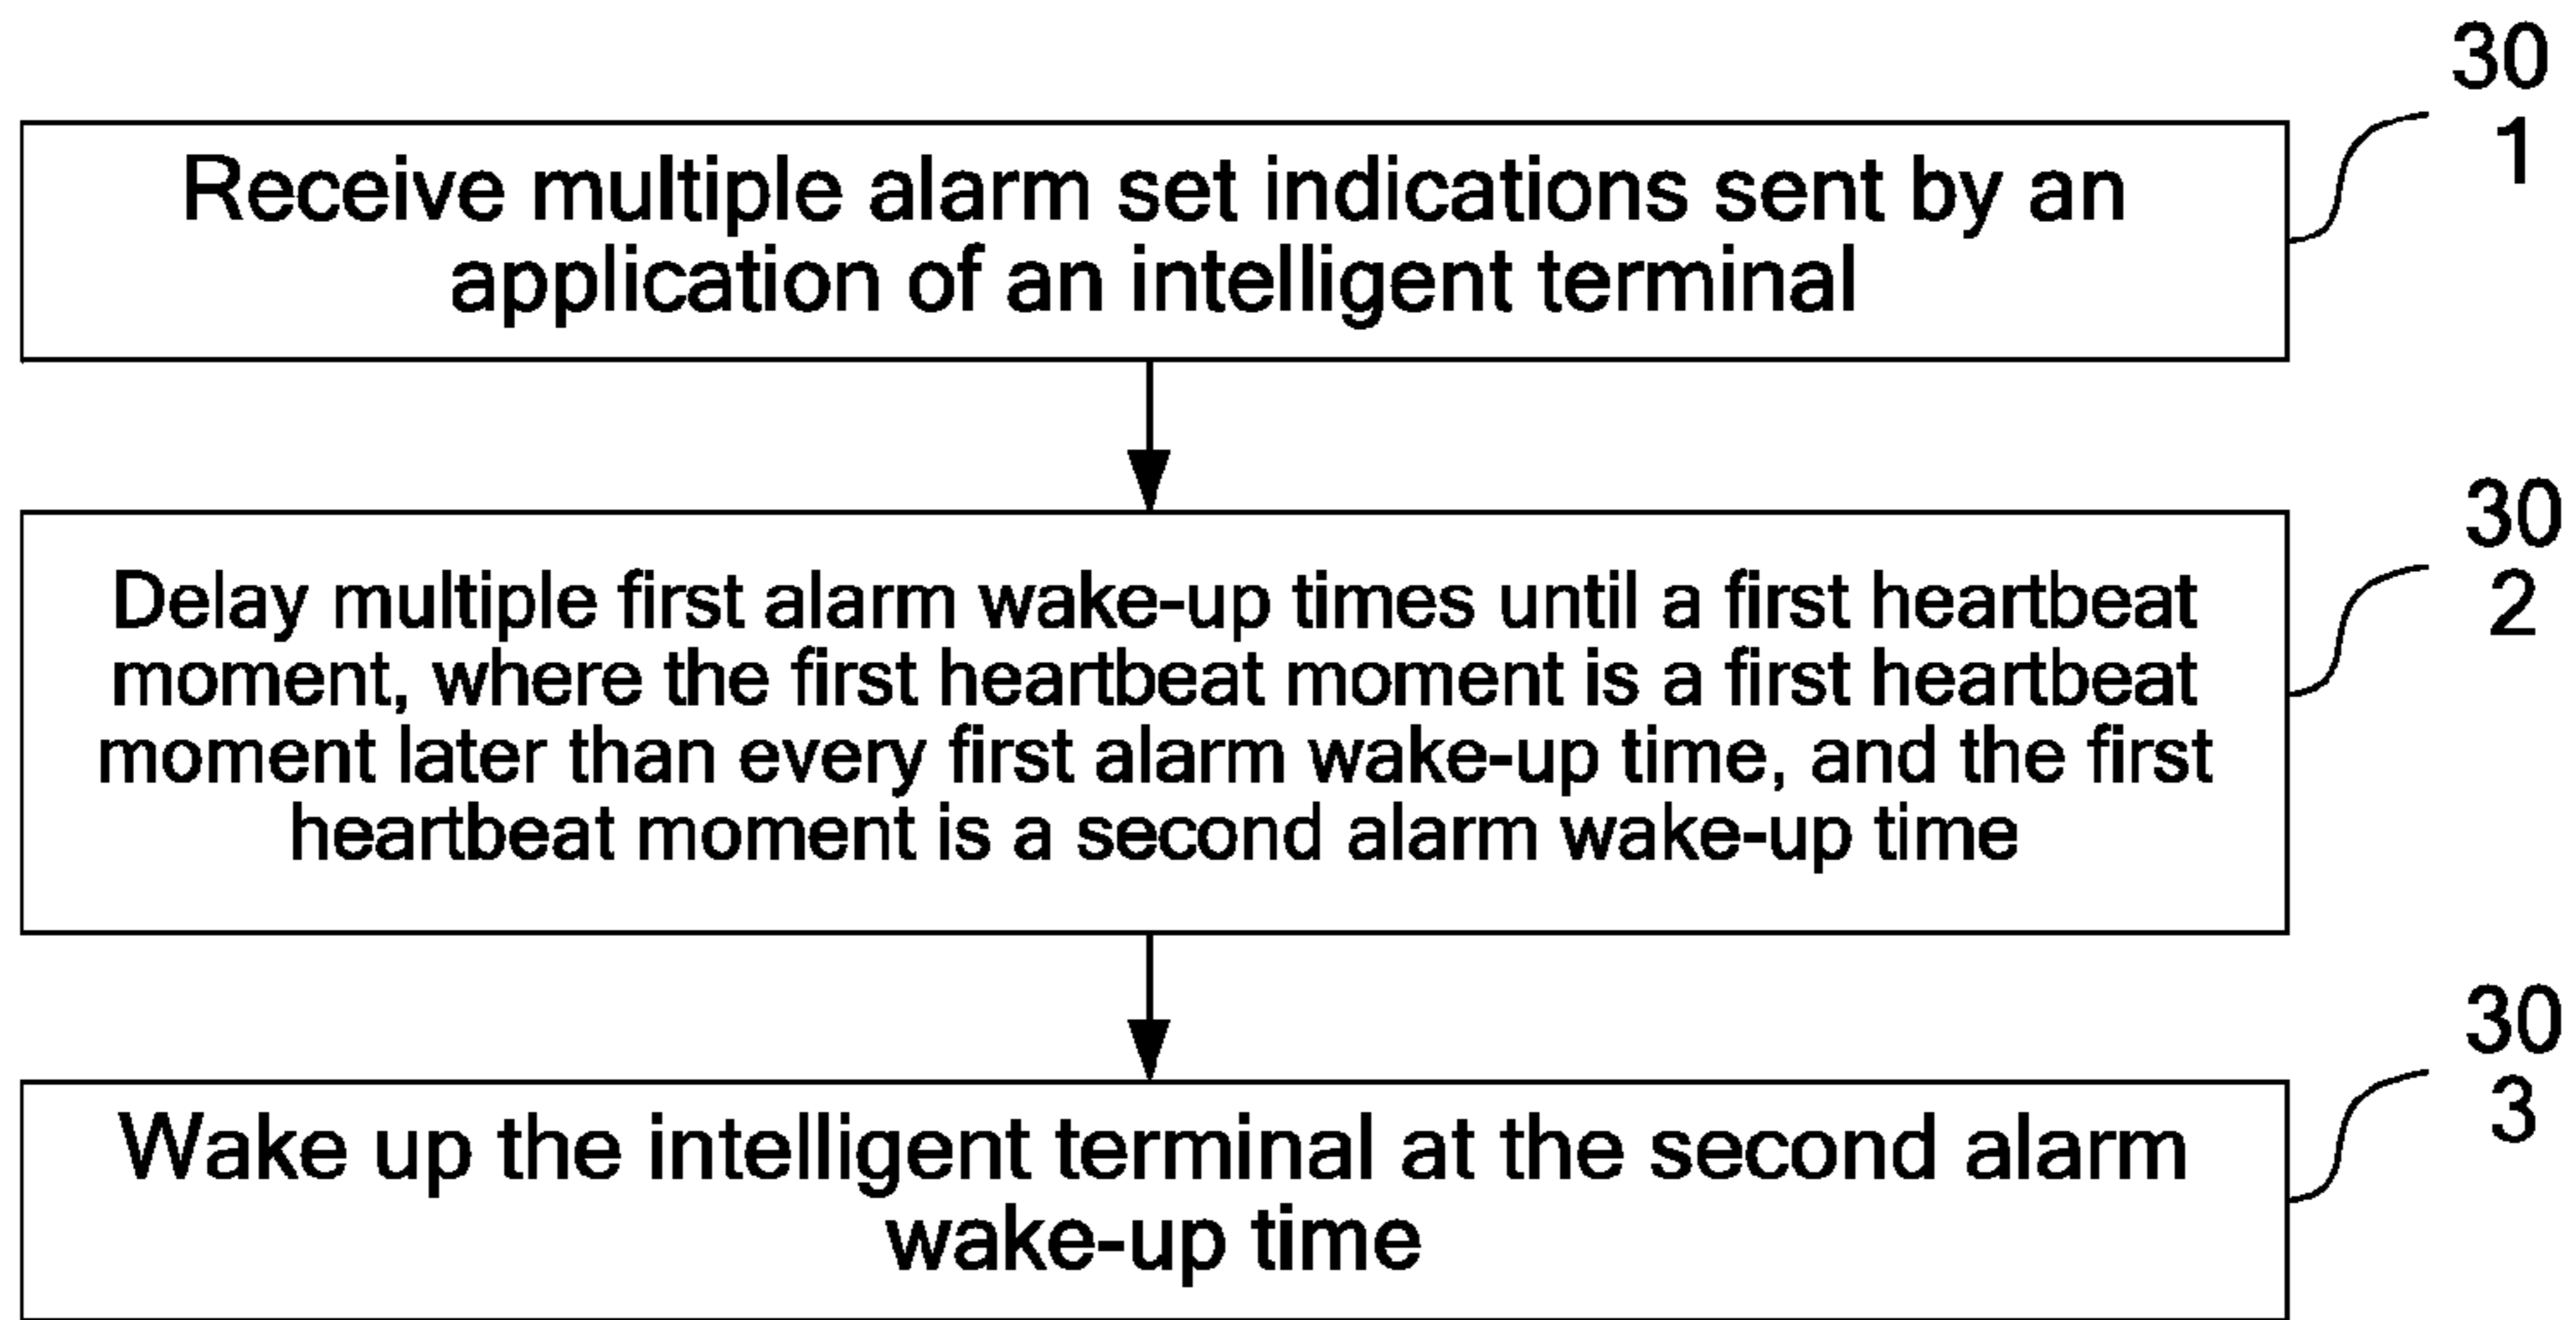 30
1
Receive multiple alarm set indications sent by an
application of an intelligent terminal
30
2
Delay multiple first alarm wake-up times until a first heartbeat
moment, where the first heartbeat moment is a first heartbeat
moment later than every first alarm wake-up time, and the first
heartbeat moment is a second alarm wake-up time
30
3
Wake up the intelligent terminal at the second alarm
wake-up time